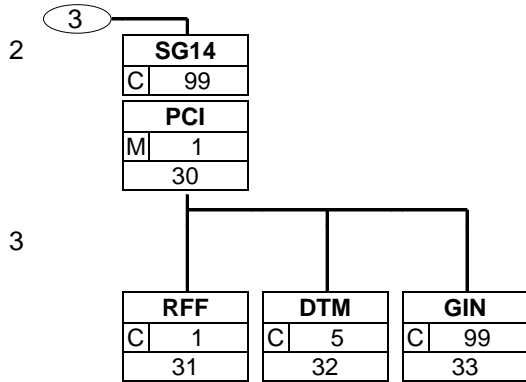 3
2
SG14
C 99
PCI
M 1
30
3
RFF DTM GIN
C 1 C 5 C 99
31 32 33